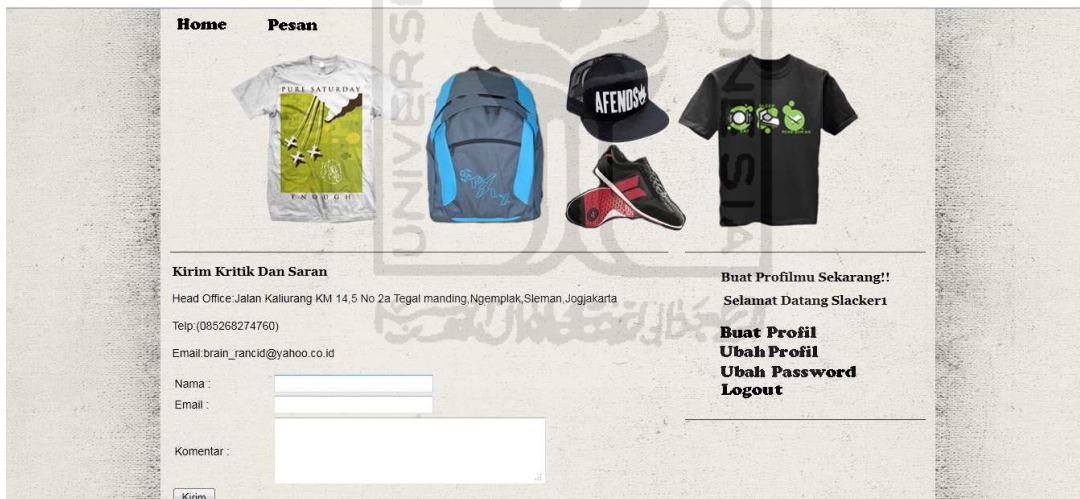 Home Pesan
PURE SATURDAY
ENOUGH
AFENDS
UNIVERS
ONESIA
Kirim Kritik Dan Saran
Head Office:Jalan Kaliurang KM 14,5 No 2a Tegal manding,Ngemplak,Sleman,Jogjakarta
Telp:(085268274760)
Email:brain_rancid@yahoo.co.id
Nama :
Email :
Komentar :
Kirim
Buat Profilmu Sekarang!!
Selamat Datang Slacker1
Buat Profil
Ubah Profil
Ubah Password
Logout